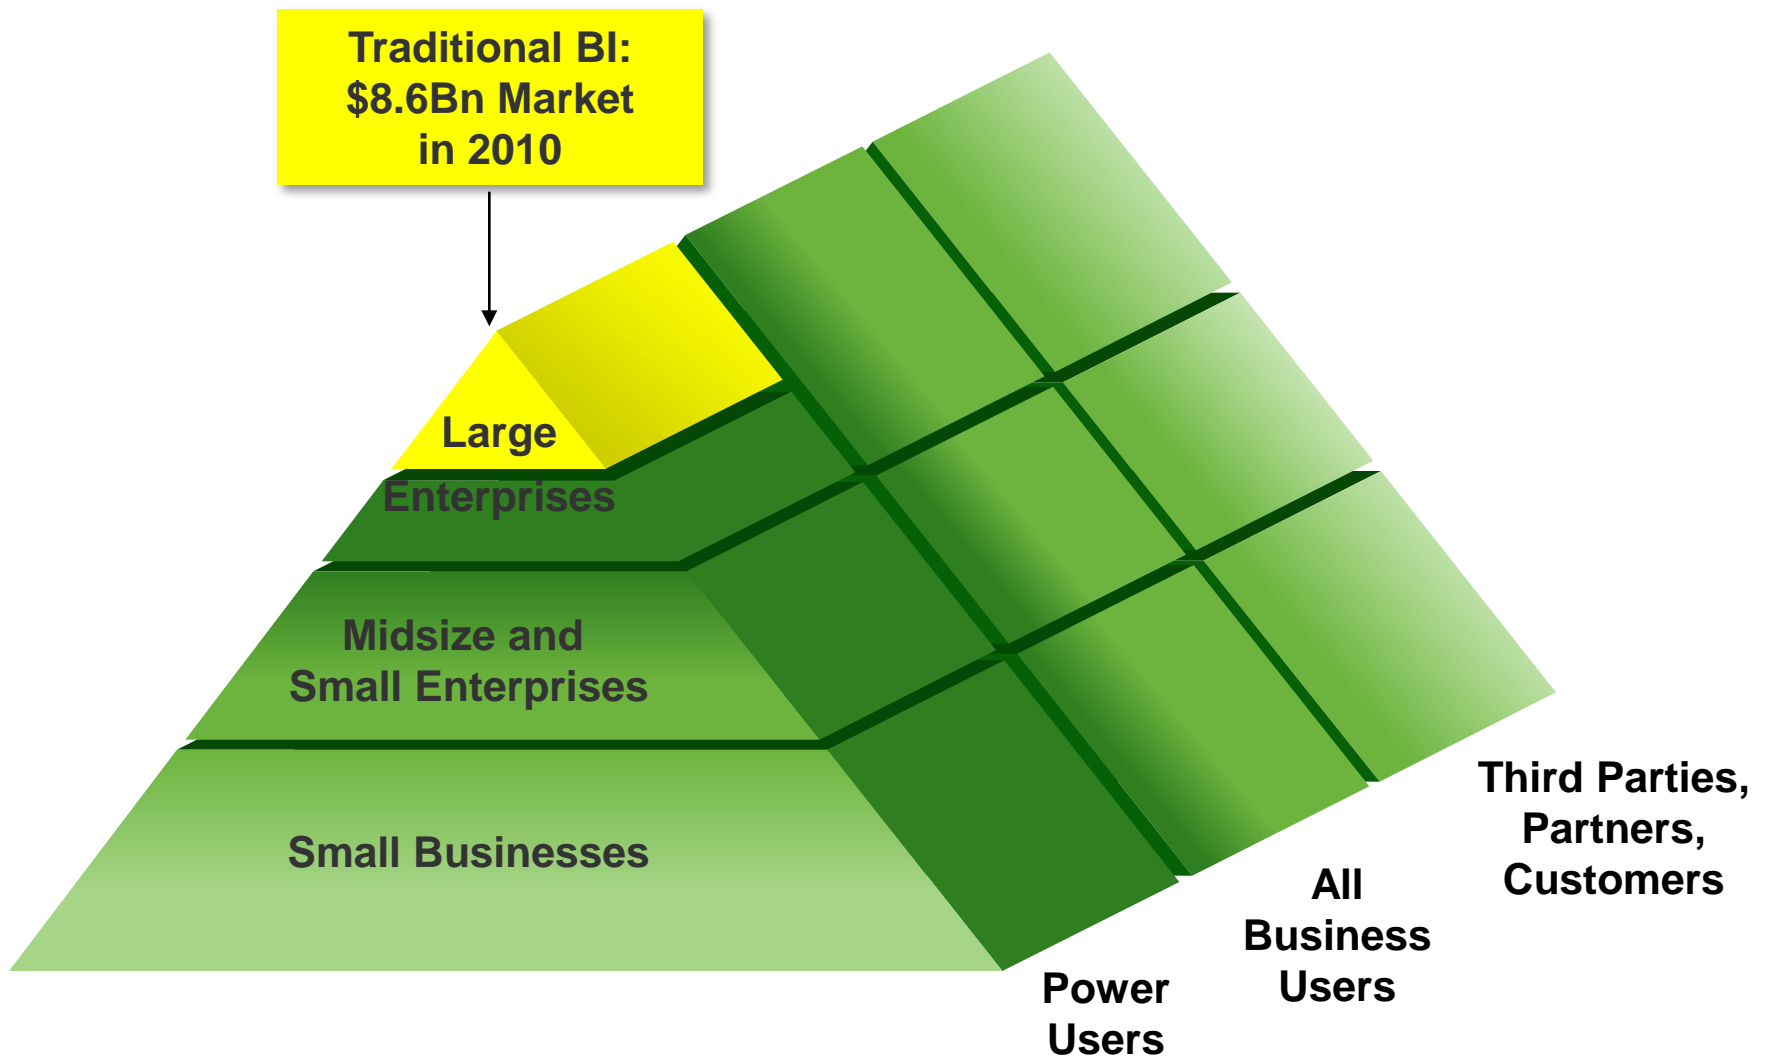 Traditional BI:
$8.6Bn Market
in 2010
Large
Enterprises
Midsize and
Small Enterprises
Small Businesses
Third Parties,
Partners,
Customers
All
Business
Users
Power
Users